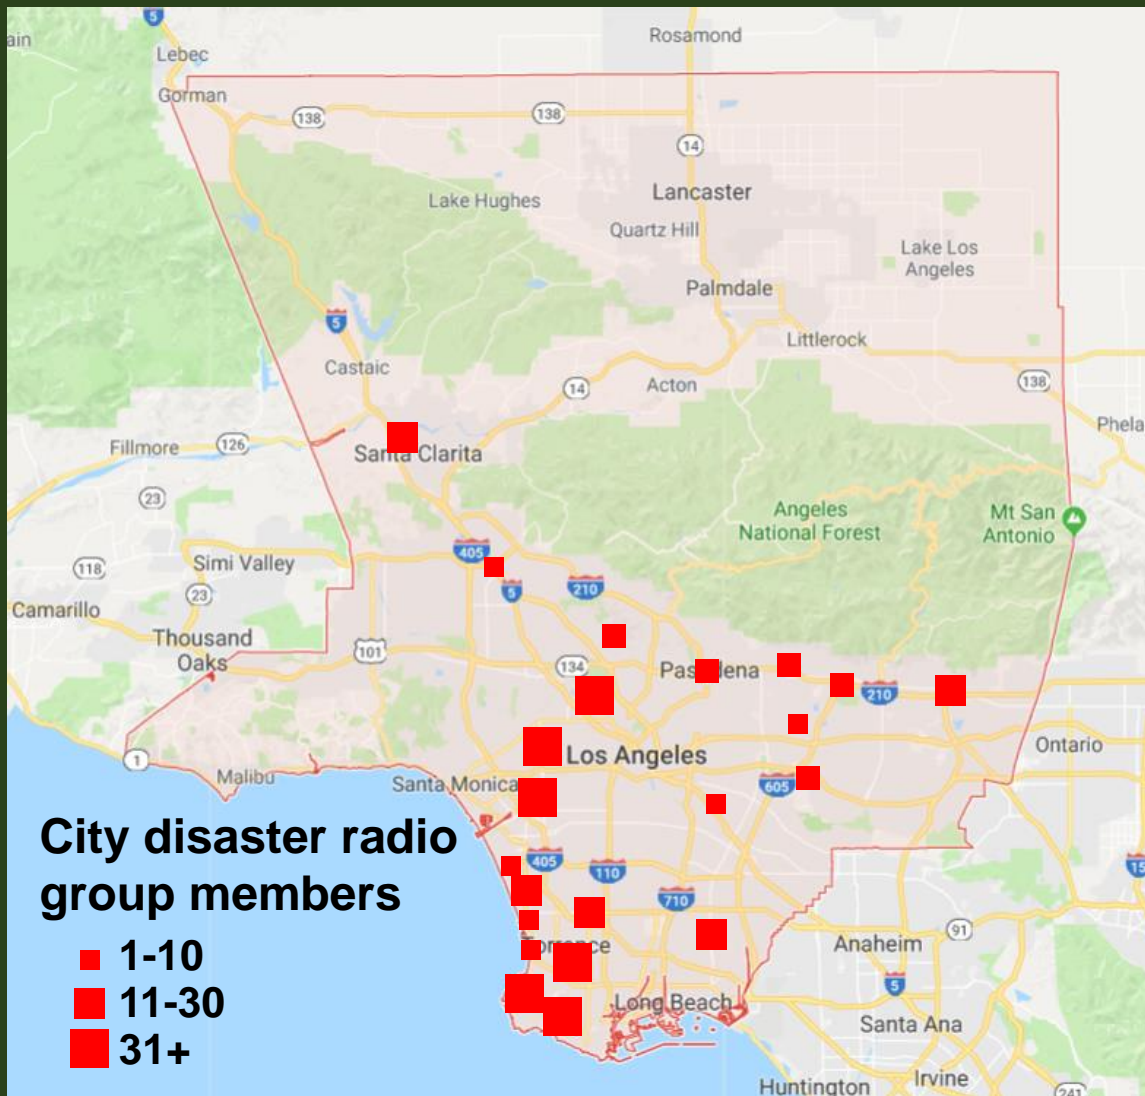 5
ain
Lebec
Rosamond
Gorman
138
138
14
Lancaster
Lake Hughes
Quartz Hill
Lake Los
Angeles
Palmdale
5
Littlerock
Castaic
14
Acton
138
Phela
Fillmore
126
Santa Clarita
23
Angeles
National Forest
Mt San
Antonio
405
118
Simi Valley
5
210
23
Camarillo
Thousand
Oaks
101
134
210
Ontario
1
Malibu
Santa Monica
Los Angeles
605
City disaster radio
group members
405
110
15
710
91
Anaheim
1-10
5
11-30
Long Beach
Santa Ana
31+
Huntington
Irvine
241